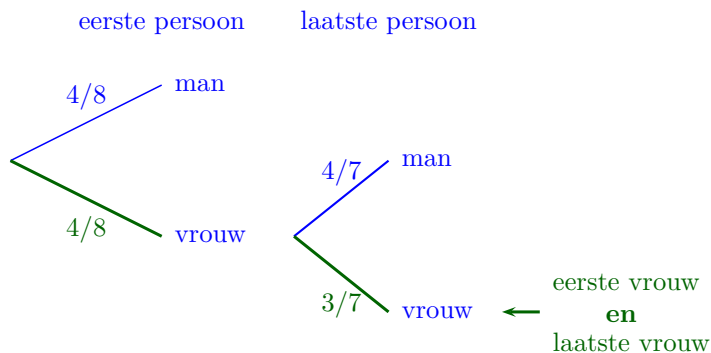 eerste persoon laatste persoon
4/8 man
4/7 man
4/8 vrouw
3/7 vrouw
eerste vrouw
en
laatste vrouw